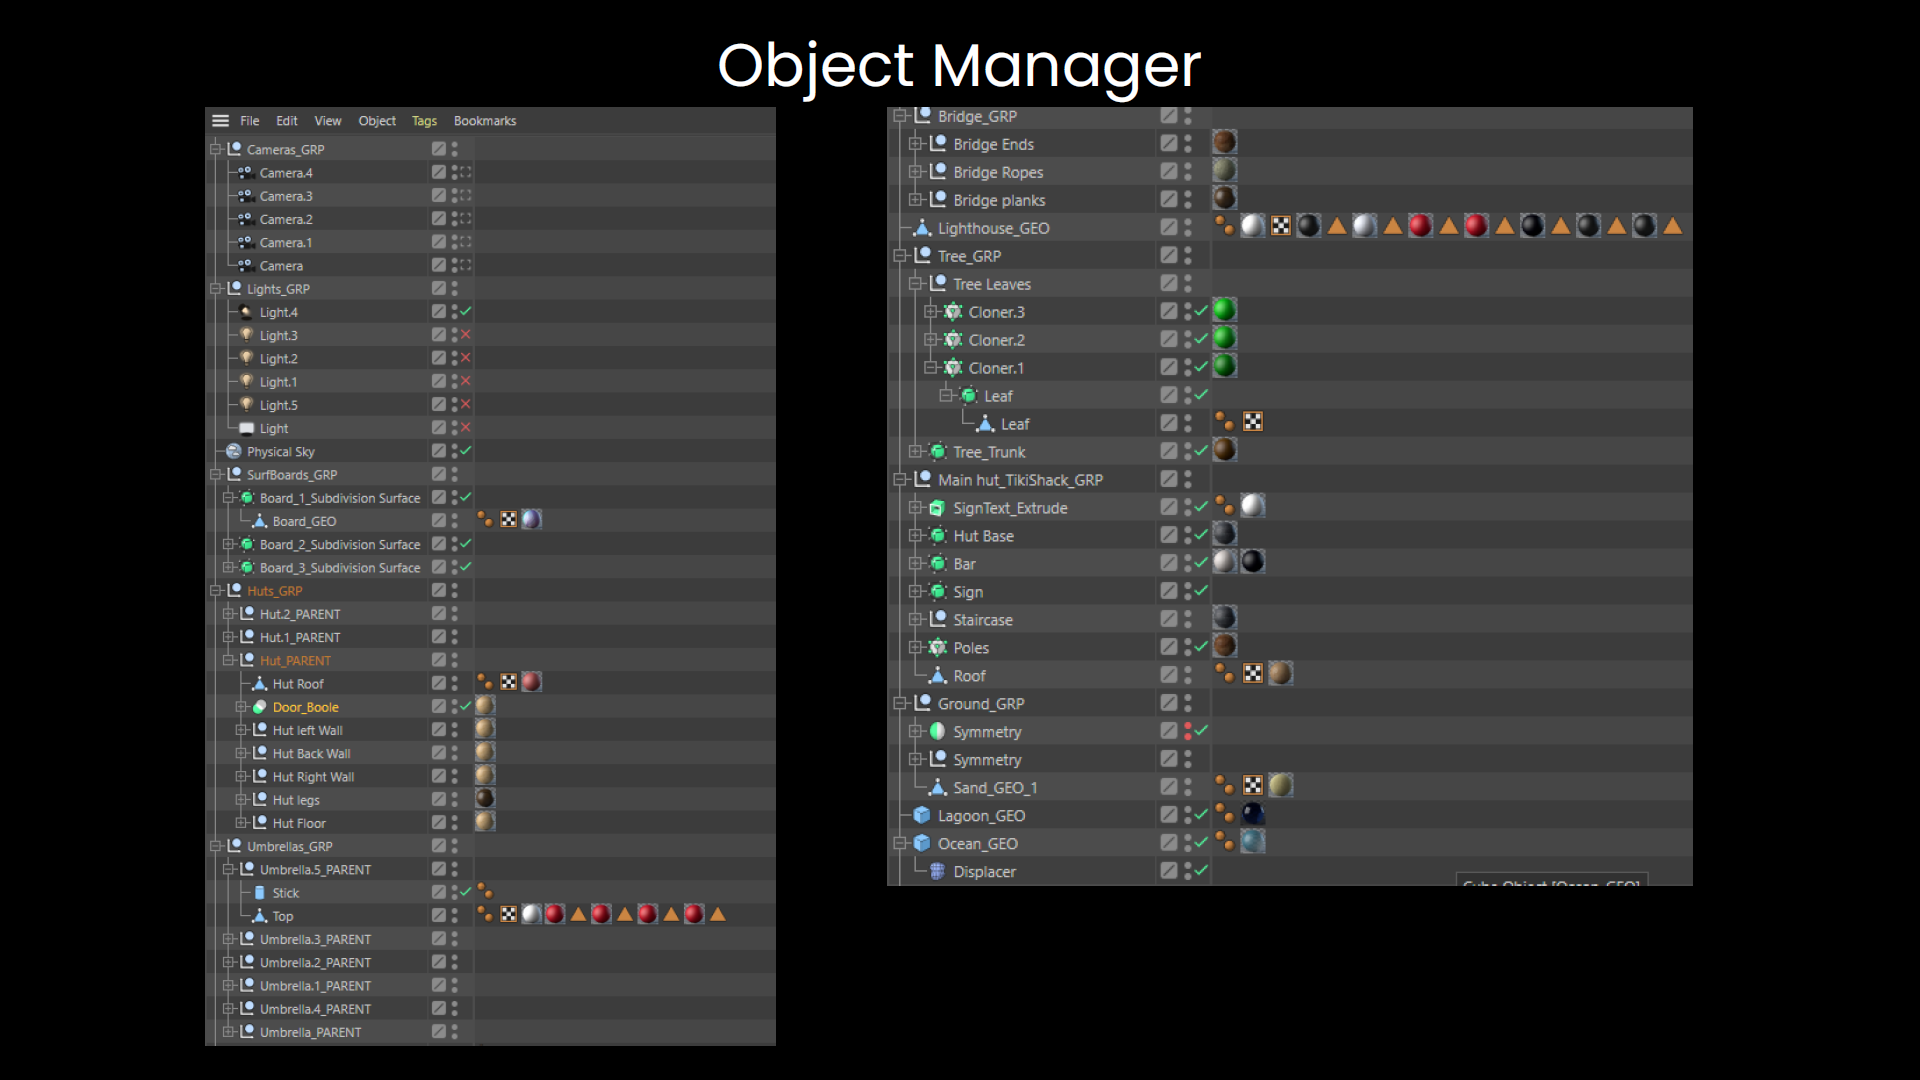 Object Manager
File Edit View Object Tags Bookmarks
Cameras_GRP
Camera.4
Camera.3
Camera.2
Camera.1
Camera
Lights_GRP
Light.4
Light.3
Light.2
Light.1
Light.5
Light
Physical Sky
SurfBoards_GRP
Board_1_Subdivision Surface
Board_GEO
Board_2_Subdivision Surface
Board_3_Subdivision Surface
Huts_GRP
Hut.2_PARENT
Hut.1_PARENT
Hut_PARENT
Hut Roof
Door_Boole
Hut left Wall
Hut Back Wall
Hut Right Wall
Hut legs
Hut Floor
Umbrellas_GRP
Umbrella.5_PARENT
Stick
Top
Umbrella.3_PARENT
Umbrella.2_PARENT
Umbrella.1_PARENT
Umbrella.4_PARENT
Umbrella_PARENT
Bridge_GRP
Bridge Ends
Bridge Ropes
Bridge planks
Lighthouse_GEO
Tree_GRP
Tree Leaves
Cloner.3
Cloner.2
Cloner.1
Leaf
Leaf
Tree_Trunk
Main hut_TikiShack_GRP
SignText_Extrude
Hut Base
Bar
Sign
Staircase
Poles
Roof
Ground_GRP
Symmetry
Symmetry
Sand_GEO_1
Lagoon_GEO
Ocean_GEO
Displacer
Cube Object [Ocean_GEO]